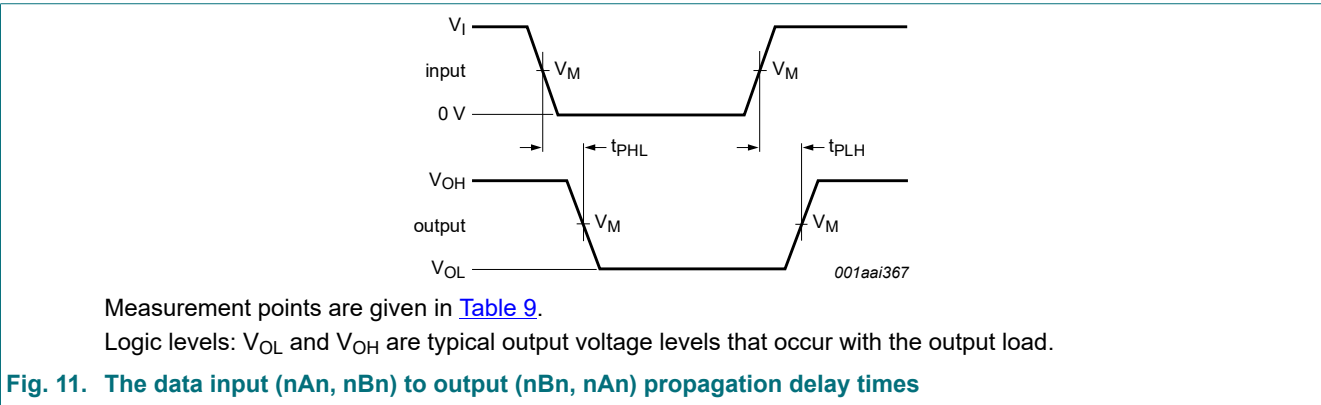 V_I
input
V_M
V_M
0 V
t_PHL
t_PLH
V_OH
output
V_M
V_M
V_OL
001aai367
Measurement points are given in Table 9.
Logic levels: V_OL and V_OH are typical output voltage levels that occur with the output load.
Fig. 11. The data input (nAn, nBn) to output (nBn, nAn) propagation delay times